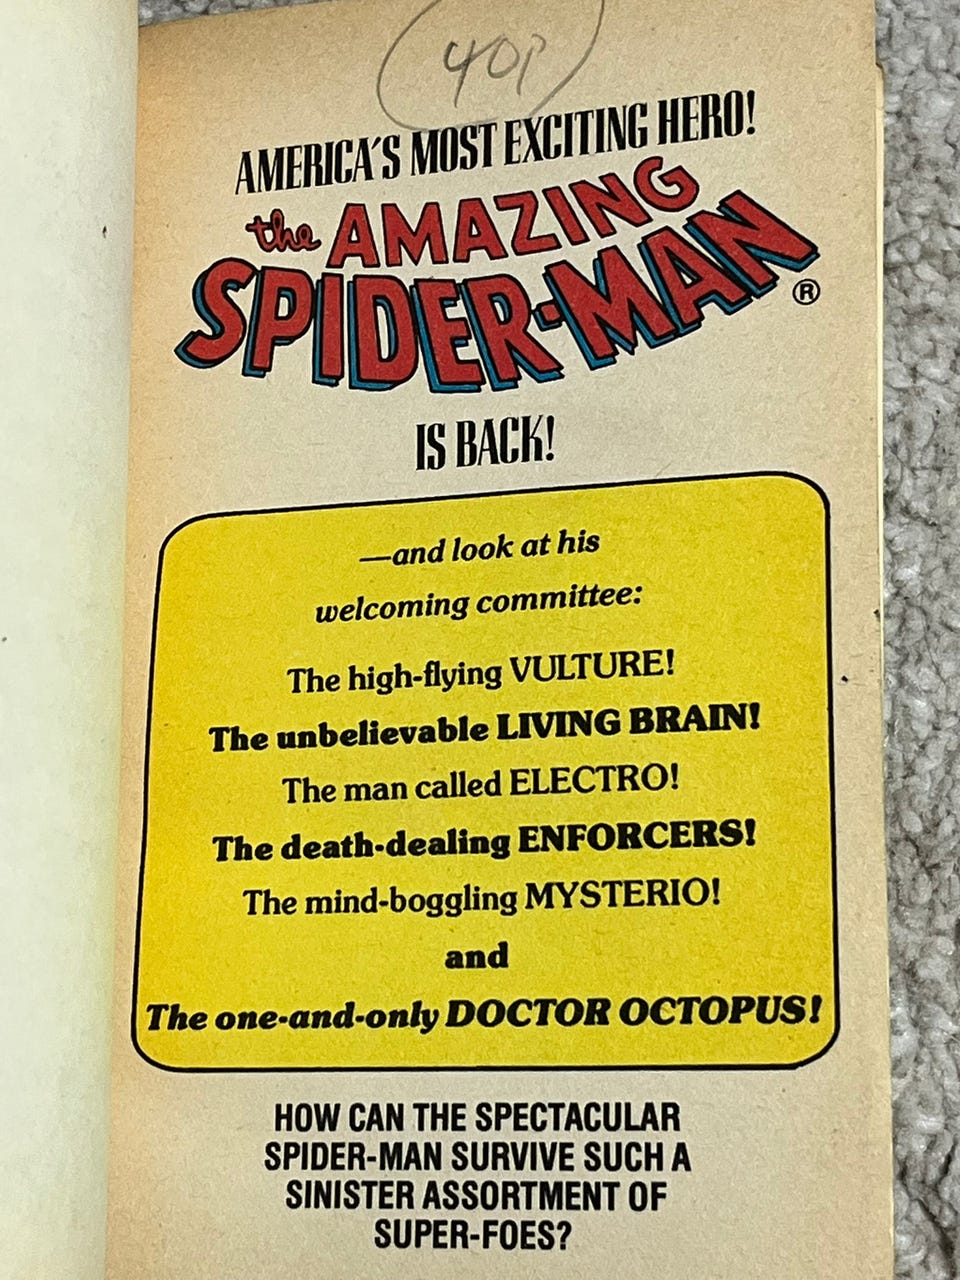 40p
AMERICA'S MOST EXCITING HERO!
the AMAZING
SPIDER-MAN
®
IS BACK!
—and look at his
welcoming committee:
The high-flying VULTURE!
The unbelievable LIVING BRAIN!
The man called ELECTRO!
The death-dealing ENFORCERS!
The mind-boggling MYSTERIO!
and
The one-and-only DOCTOR OCTOPUS!
HOW CAN THE SPECTACULAR
SPIDER-MAN SURVIVE SUCH A
SINISTER ASSORTMENT OF
SUPER-FOES?